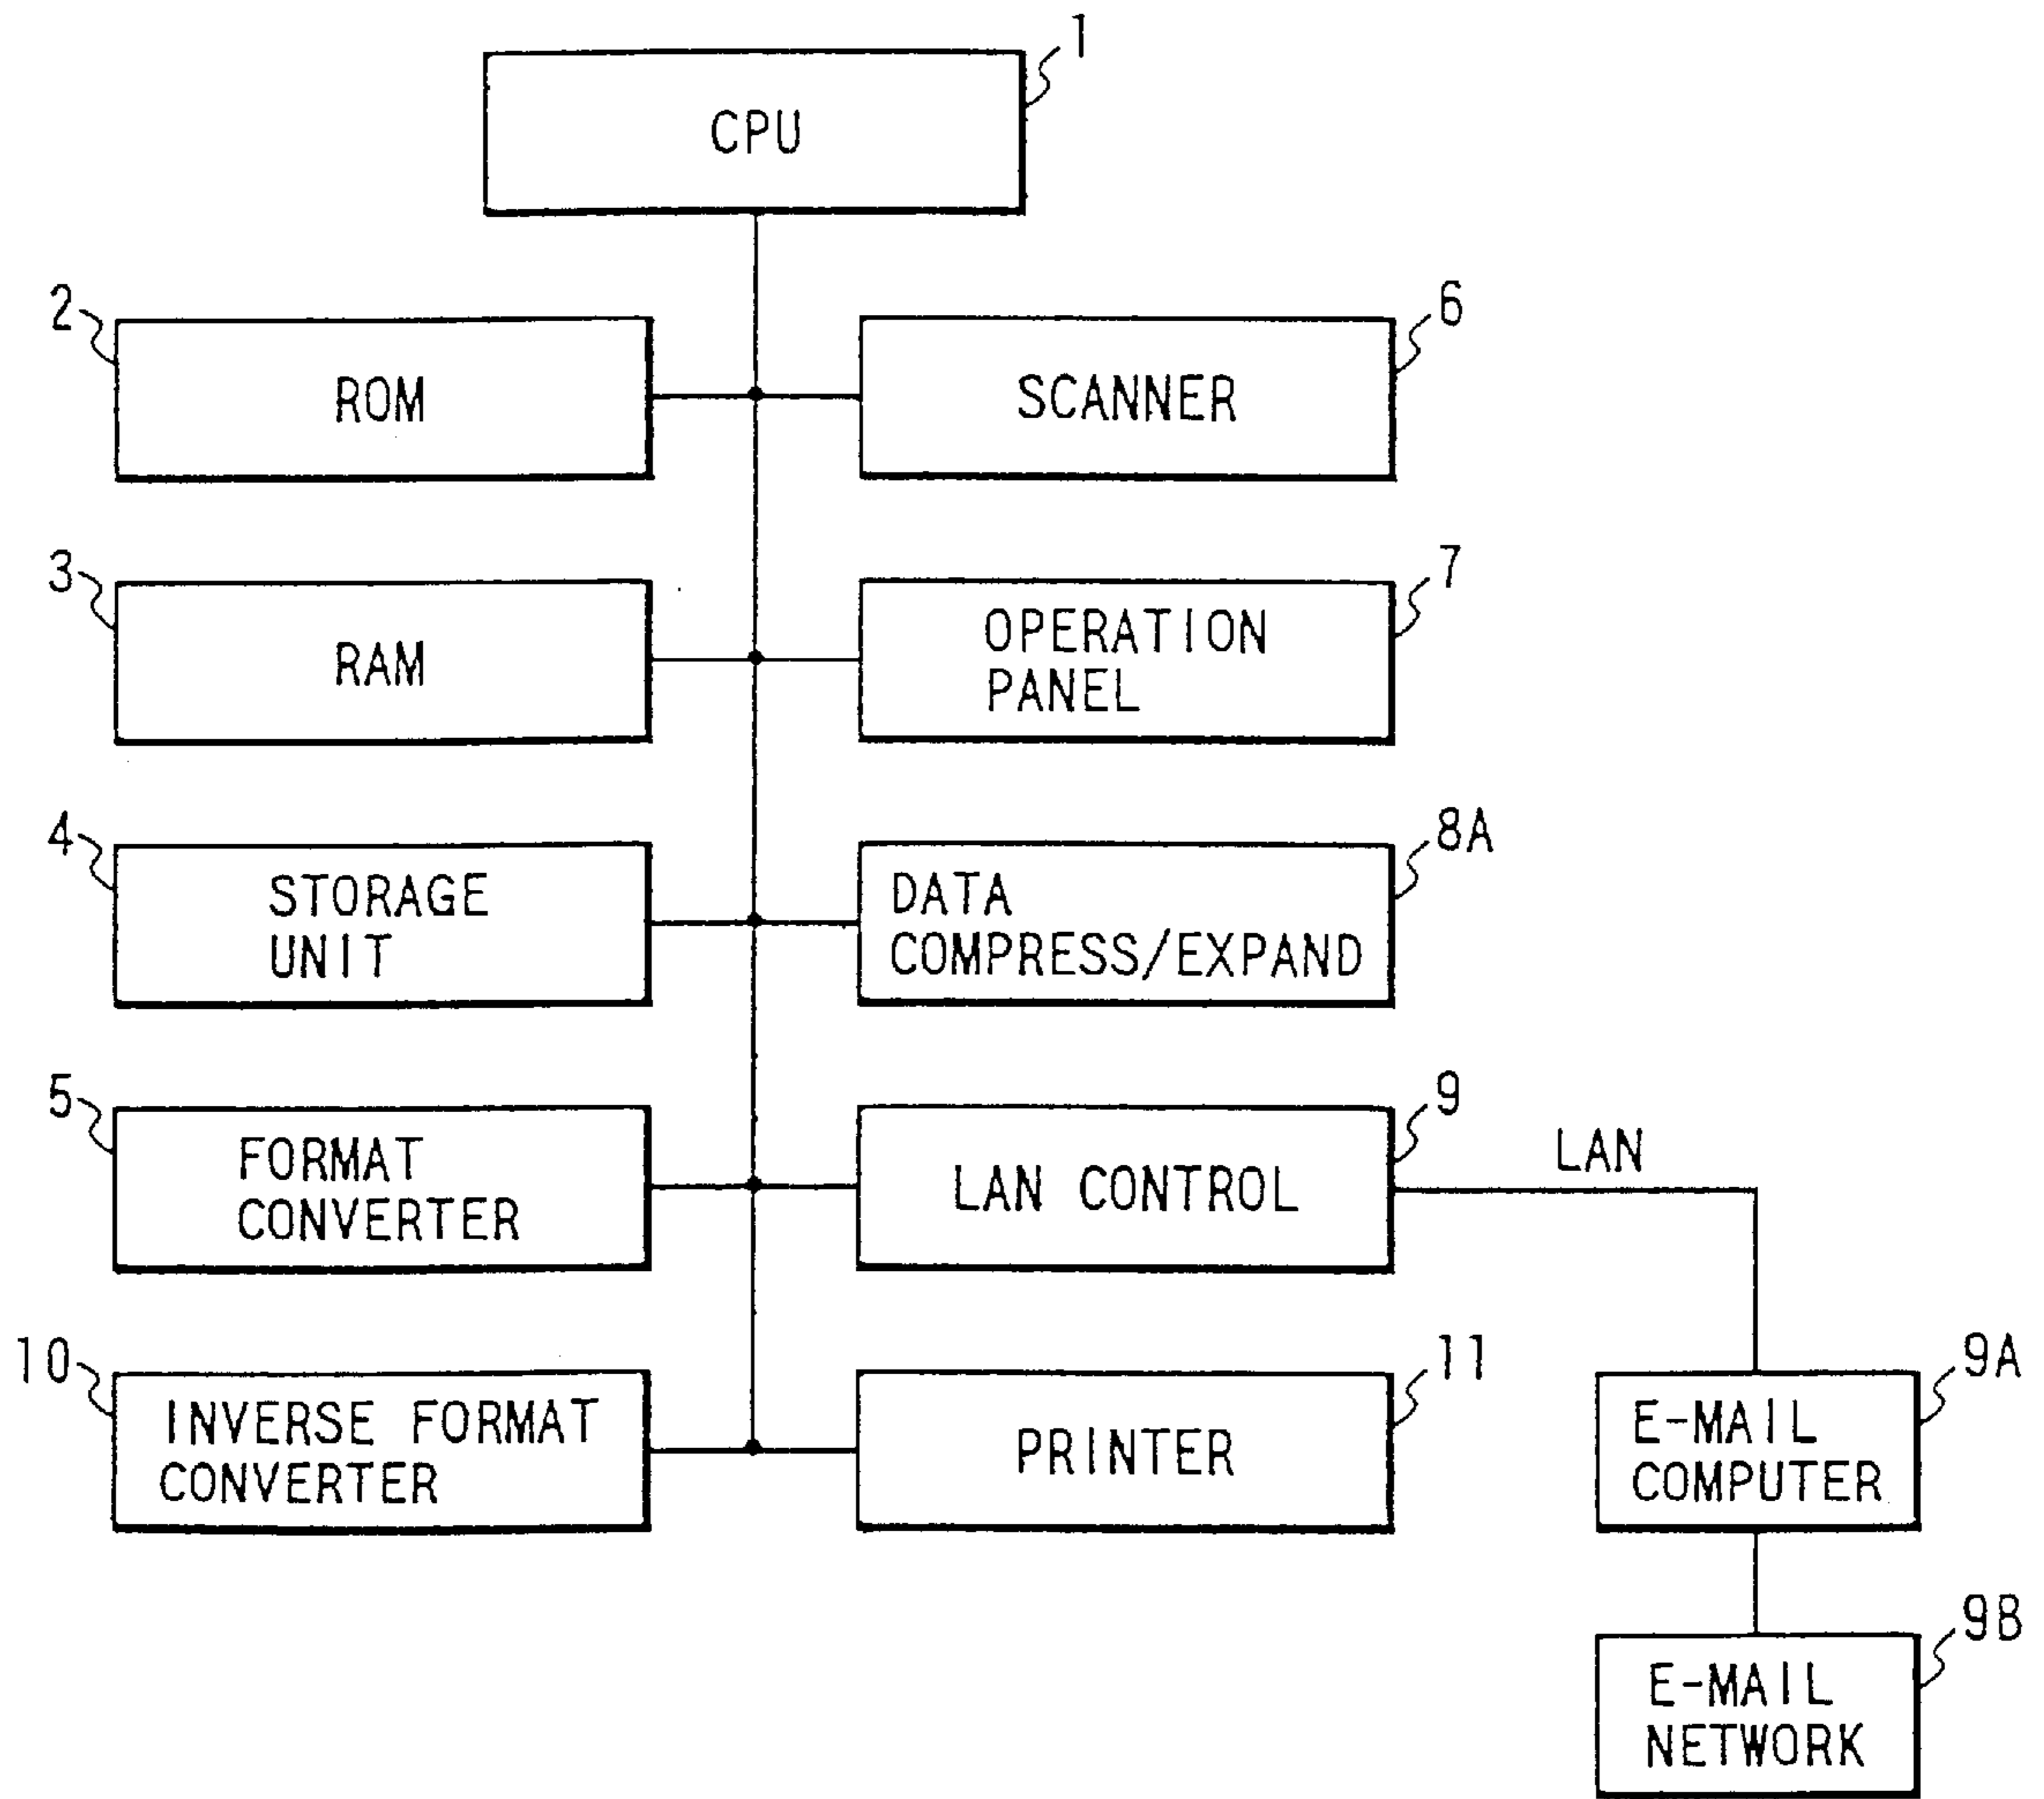 1
CPU
2
ROM
6
SCANNER
3
RAM
7
OPERATION
PANEL
4
STORAGE
UNIT
8A
DATA
COMPRESS/EXPAND
5
FORMAT
CONVERTER
9
LAN CONTROL
LAN
10
INVERSE FORMAT
CONVERTER
11
PRINTER
9A
E-MAIL
COMPUTER
9B
E-MAIL
NETWORK